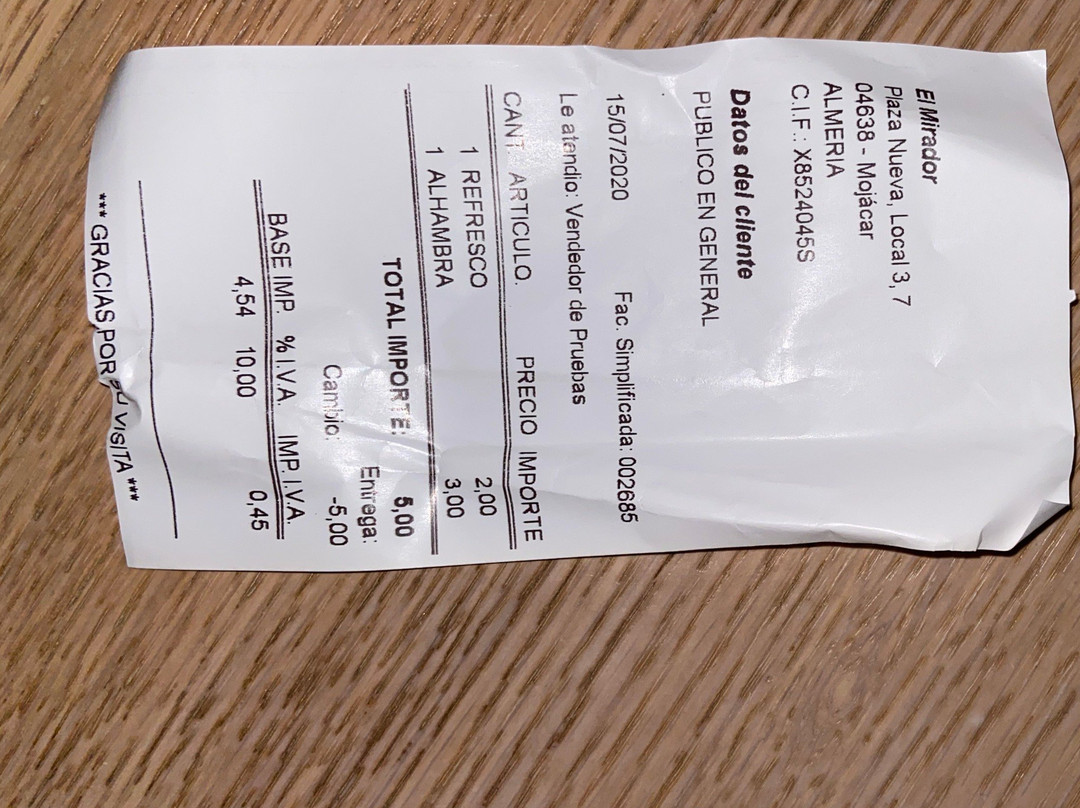 El Mirador
Plaza Nueva, Local 3, 7
04638 - Mojácar
ALMERIA
C.I.F.: X8524045S
Datos del cliente
PUBLICO EN GENERAL
15/07/2020 Fac. Simplificada: 002685
Le atendio: Vendedor de Pruebas
CANT ARTICULO. PRECIO IMPORTE
1 REFRESCO 2,00
1 ALHAMBRA 3,00
TOTAL IMPORTE: 5,00
Entrega:
Cambio: -5,00
BASE IMP. % I.V.A. IMP. I.V.A.
4,54 10,00 0,45
*** GRACIAS POR SU VISITA ***